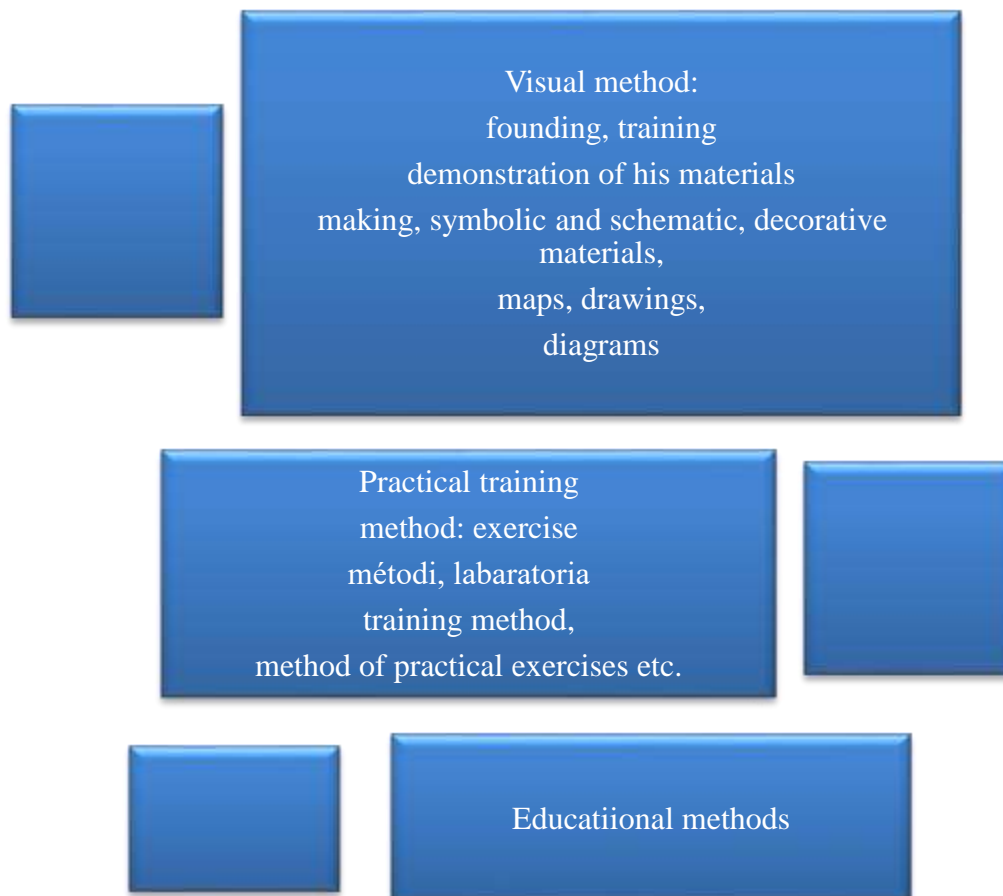 Visual method:
founding, training
demonstration of his materials
making, symbolic and schematic, decorative
materials,
maps, drawings,
diagrams
Practical training
method: exercise
métodi, labaratoria
training method,
method of practical exercises etc.
Educatiional methods